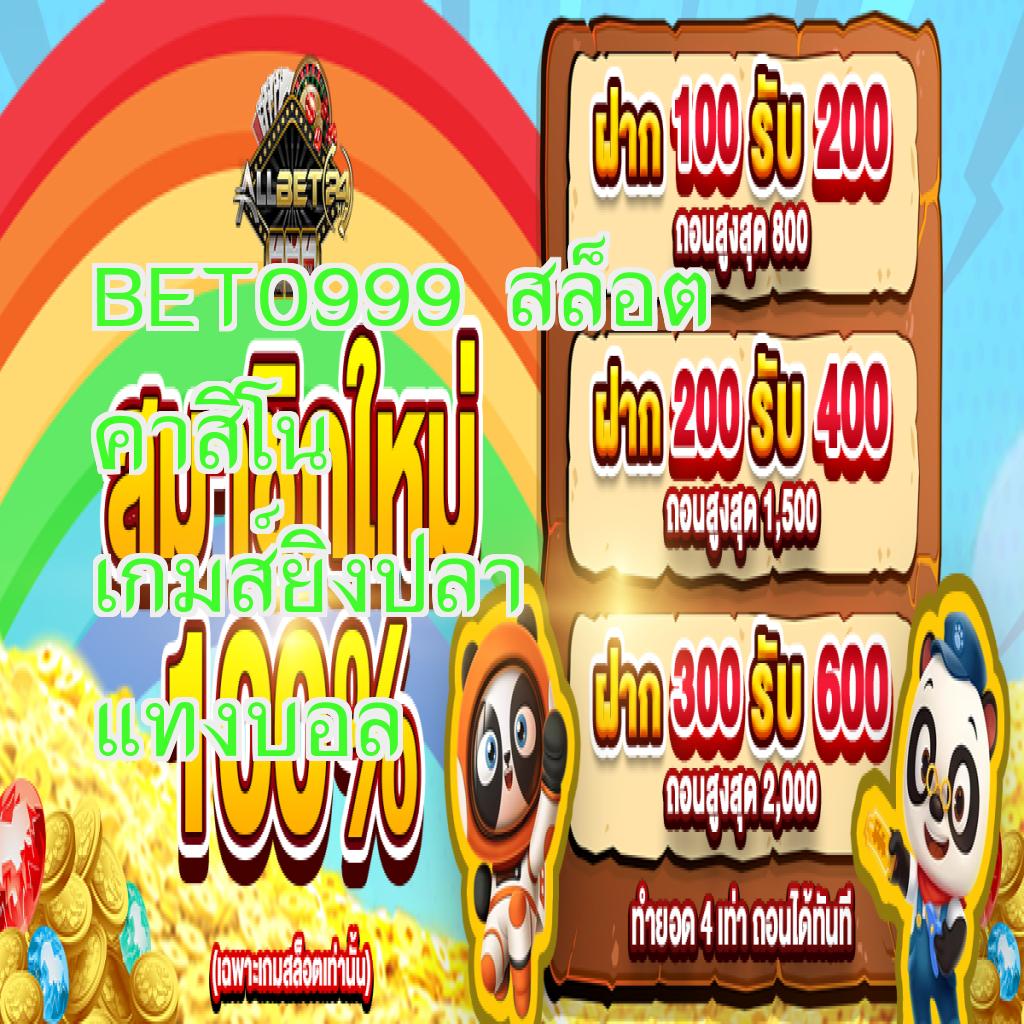 ALLBET24
BET0999 สล็อต
คาสิโน
เกมส์ยิงปลา
แทงบอล
สมาชิกใหม่
100%
(เฉพาะเกมสล็อตเท่านั้น)
ฝาก 100 รับ 200
ถอนสูงสุด 800
ฝาก 200 รับ 400
ถอนสูงสุด 1,500
ฝาก 300 รับ 600
ถอนสูงสุด 2,000
ทำยอด 4 เท่า ถอนได้ทันที